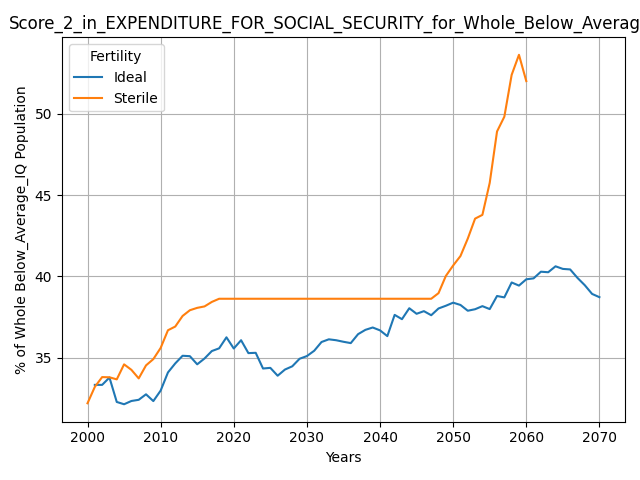 Score_2_in_EXPENDITURE_FOR_SOCIAL_SECURITY_for_Whole_Below_Averag
Fertility
Ideal
Sterile
% of Whole Below_Average_IQ Population
50
45
40
35
2000 2010 2020 2030 2040 2050 2060 2070
Years